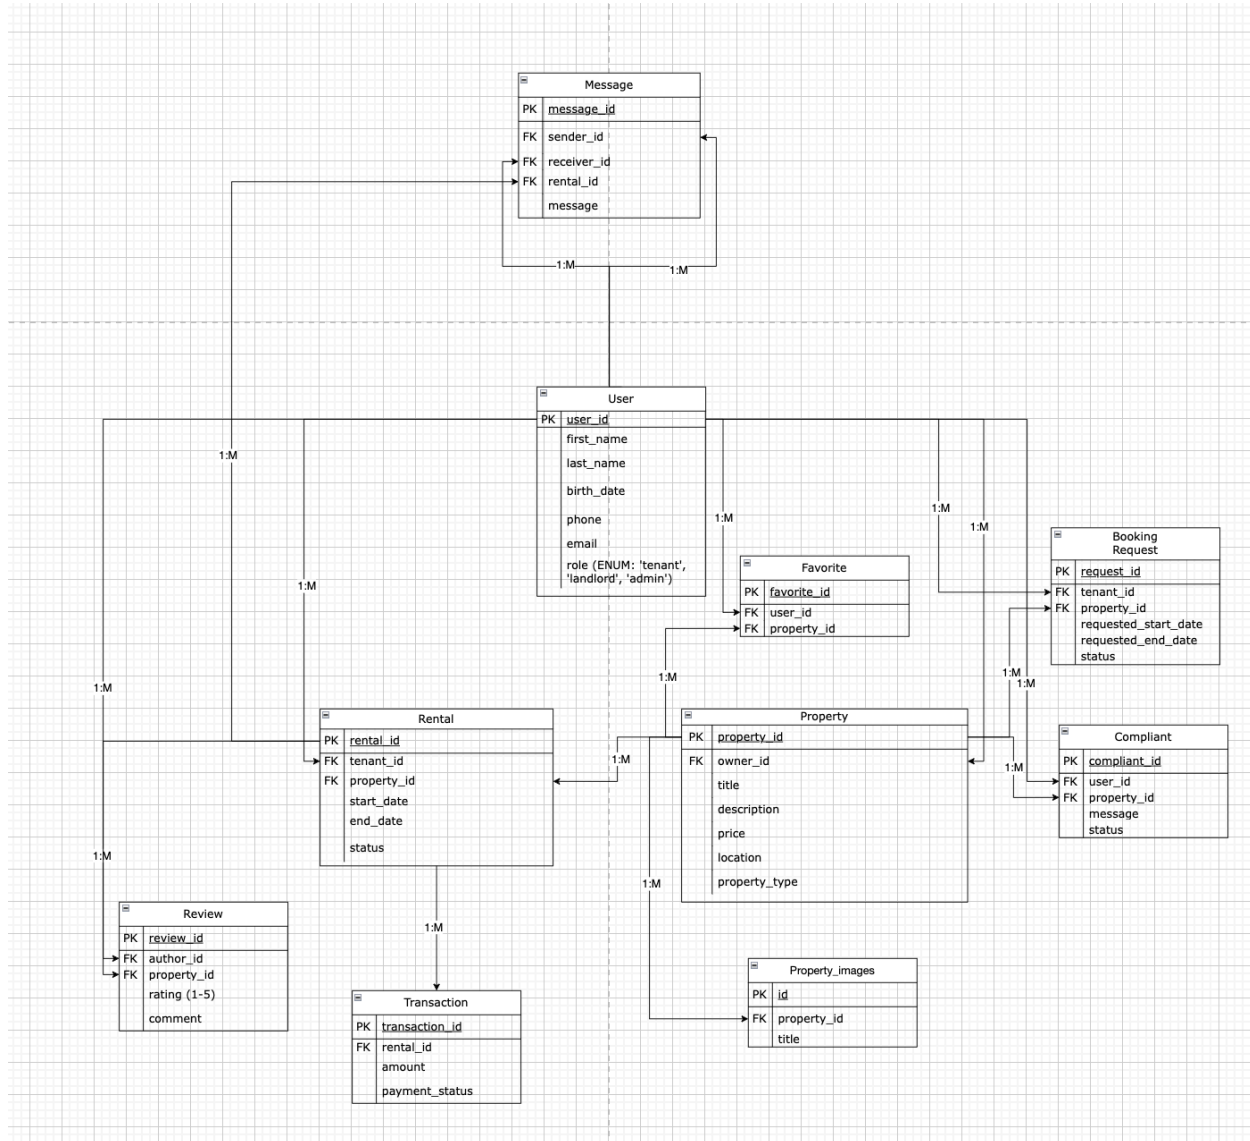 Message
PK message_id
FK sender_id
FK receiver_id
FK rental_id
message
1:M
1:M
User
PK user_id
first_name
last_name
birth_date
phone
email
role (ENUM: 'tenant',
'landlord', 'admin')
1:M
1:M
1:M
1:M
1:M
Booking
Request
PK request_id
FK tenant_id
FK property_id
requested_start_date
requested_end_date
status
Favorite
PK favorite_id
FK user_id
FK property_id
1:M
1:M
1:M
1:M
1:M
1:M
Rental
PK rental_id
FK tenant_id
FK property_id
start_date
end_date
status
Property
PK property_id
FK owner_id
title
description
price
location
property_type
Compliant
PK compliant_id
FK user_id
FK property_id
message
status
1:M
1:M
1:M
Review
PK review_id
FK author_id
FK property_id
rating (1-5)
comment
Transaction
PK transaction_id
FK rental_id
amount
payment_status
Property_images
PK id
FK property_id
title